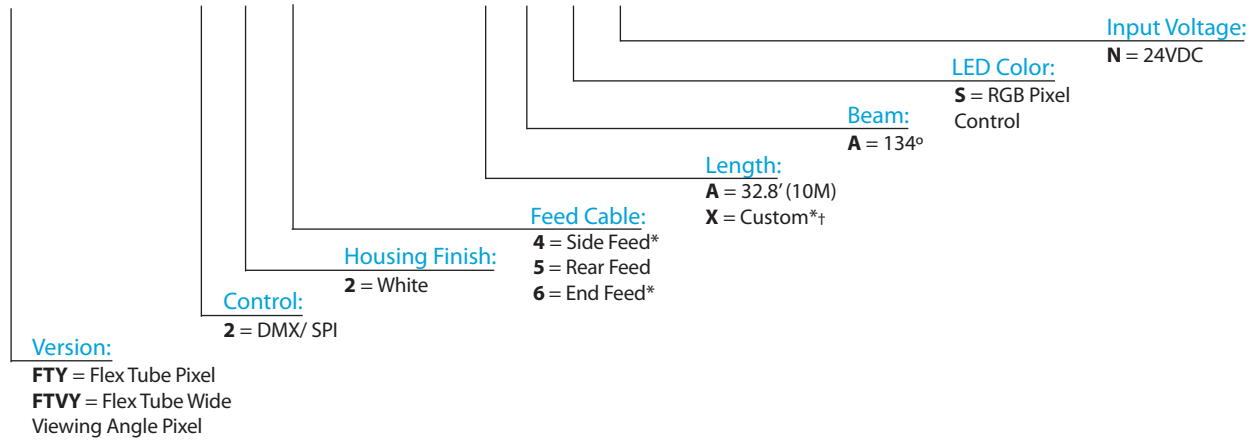 Input Voltage:
N = 24VDC
LED Color:
S = RGB Pixel
Control
Beam:
A = 134º
Length:
A = 32.8’ (10M)
X = Custom*†
Feed Cable:
4 = Side Feed*
5 = Rear Feed
6 = End Feed*
Housing Finish:
2 = White
Control:
2 = DMX/ SPI
Version:
FTY = Flex Tube Pixel
FTVY = Flex Tube Wide
Viewing Angle Pixel